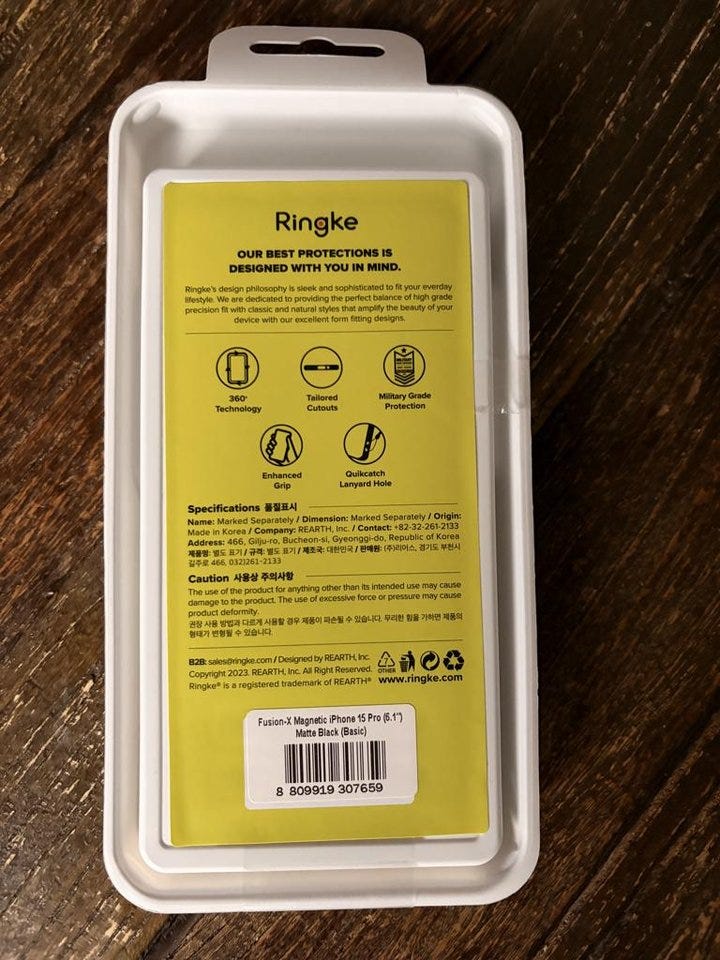 Ringke
OUR BEST PROTECTIONS IS
DESIGNED WITH YOU IN MIND.
Ringke's design philosophy is sleek and sophisticated to fit your everday
lifestyle. We are dedicated to providing the perfect balance of high grade
precision fit with classic and natural styles that amplify the beauty of your
device with our excellent form fitting designs.
360°
Technology
Tailored
Cutouts
MILITARY
Military Grade
Protection
Enhanced
Grip
Quikcatch
Lanyard Hole
Specifications 품질표시
Name: Marked Separately / Dimension: Marked Separately / Origin:
Made in Korea / Company: REARTH, Inc. / Contact: +82-32-261-2133
Address: 466, Gilju-ro, Bucheon-si, Gyeonggi-do, Republic of Korea
제품명: 별도 표기 / 규격: 별도 표기 / 제조국: 대한민국 / 판매원: (주)리어스, 경기도 부천시
길주로 466, 032)261-2133
Caution 사용상 주의사항
The use of the product for anything other than its intended use may cause
damage to the product. The use of excessive force or pressure may cause
product deformity.
권장 사용 방법과 다르게 사용할 경우 제품이 파손될 수 있습니다. 무리한 힘을 가하면 제품의
형태가 변형될 수 있습니다.
B2B: sales@ringke.com / Designed by REARTH, Inc.
Copyright 2023. REARTH, Inc. All Right Reserved.
Ringke® is a registered trademark of REARTH®
7
OTHER
www.ringke.com
Fusion-X Magnetic iPhone 15 Pro (6.1")
Matte Black (Basic)
8 809919 307659